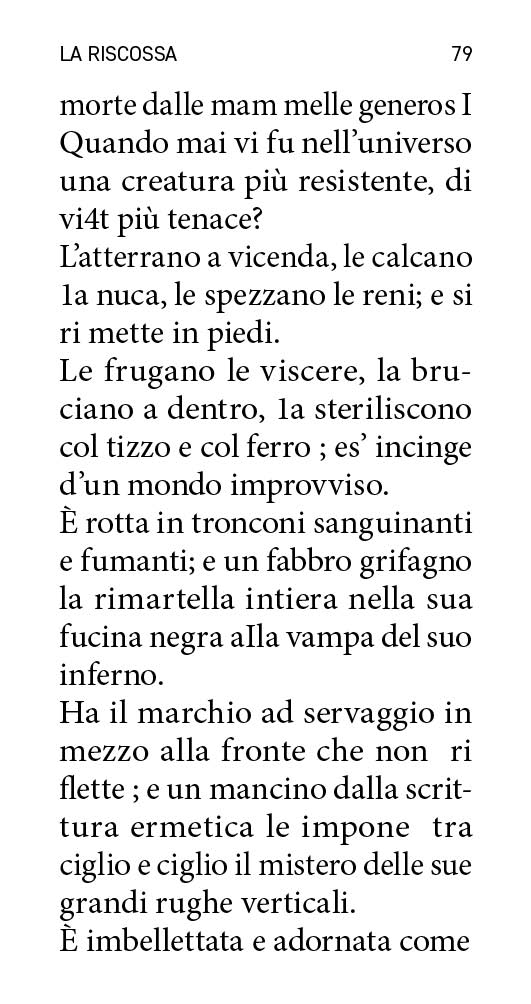 LA RISCOSSA 79
morte dalle mam melle generos I
Quando mai vi fu nell’universo
una creatura più resistente, di
vi4t più tenace?
L’atterrano a vicenda, le calcano
1a nuca, le spezzano le reni; e si
ri mette in piedi.
Le frugano le viscere, la bru-
ciano a dentro, 1a steriliscono
col tizzo e col ferro ; es’ incinge
d’un mondo improvviso.
È rotta in tronconi sanguinanti
e fumanti; e un fabbro grifagno
la rimartella intiera nella sua
fucina negra aIla vampa del suo
inferno.
Ha il marchio ad servaggio in
mezzo alla fronte che non  ri
flette ; e un mancino dalla scrit-
tura ermetica le impone  tra
ciglio e ciglio il mistero delle sue
grandi rughe verticali.
È imbellettata e adornata come